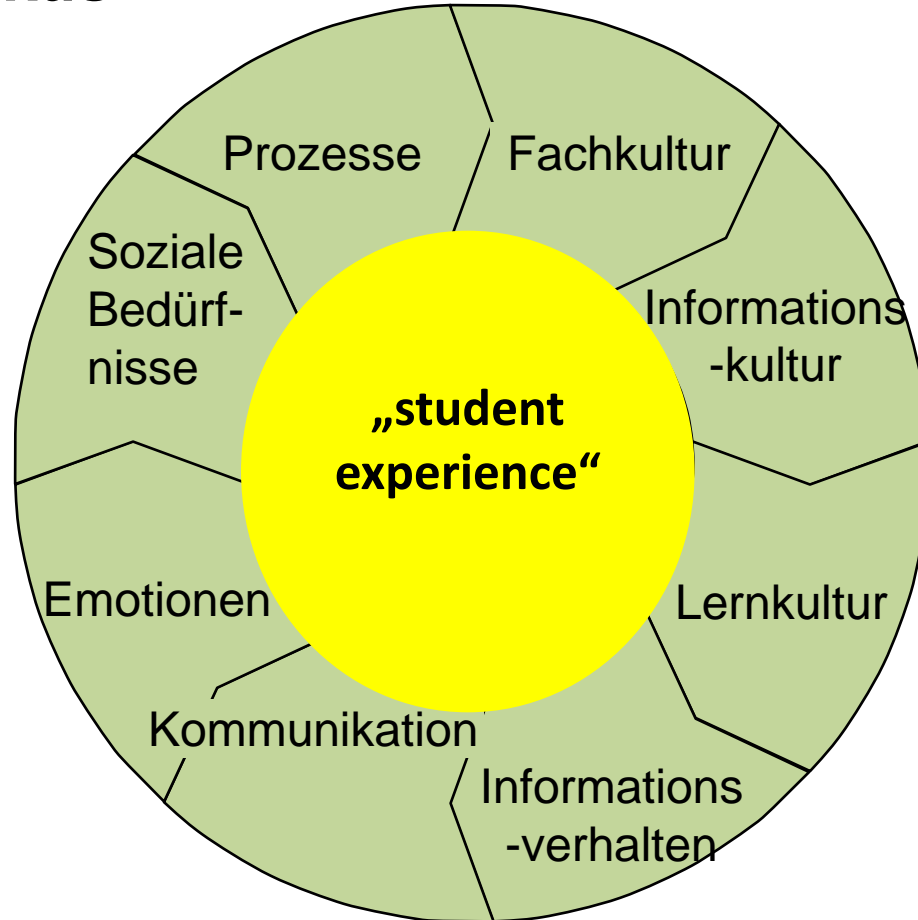 Prozesse
Fachkultur
Soziale
Bedürf-
nisse
Informations
-kultur
„student
experience“
Emotionen
Lernkultur
Kommunikation
Informations
-verhalten